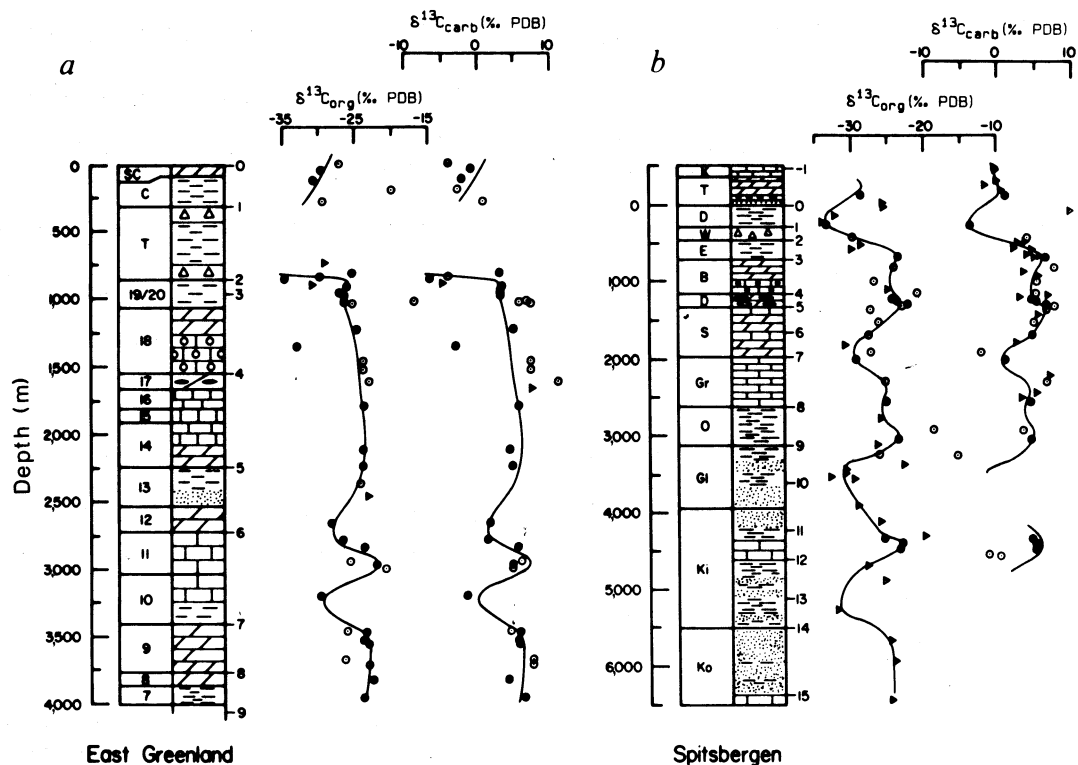 a
δ13Ccarb (‰ PDB)
-10 0 10
δ13Corg (‰ PDB)
-35 -25 -15
Depth (m)
0
500
1,000
1,500
2,000
2,500
3,000
3,500
4,000
SC
C
T
19/20
18
17
16
15
14
13
12
11
10
9
8
7
0
1
2
3
4
5
6
7
8
9
East Greenland
b
δ13Ccarb (‰ PDB)
-10 0 10
δ13Corg (‰ PDB)
-30 -20 -10
0
1,000
2,000
3,000
4,000
5,000
6,000
K
T
D
W
E
B
D
S
Gr
O
Gl
Ki
Ko
-1
0
1
2
4
5
6
7
8
9
10
11
12
13
14
15
Spitsbergen